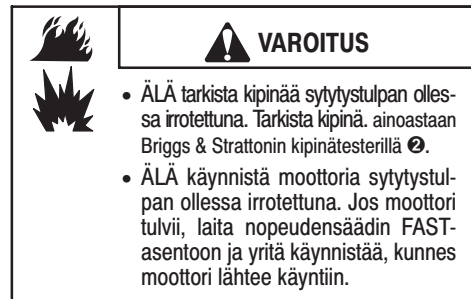 VAROITUS
• ÄLÄ tarkista kipinää sytytystulpan olles-
sa irrotettuna. Tarkista kipinä. ainoastaan
Briggs & Strattonin kipinätesterillä ❷.
• ÄLÄ käynnistä moottoria sytytystul-
pan ollessa irrotettuna. Jos moottori
tulvii, laita nopeudensäädin FAST-
asentoon ja yritä käynnistää, kunnes
moottori lähtee käyntiin.